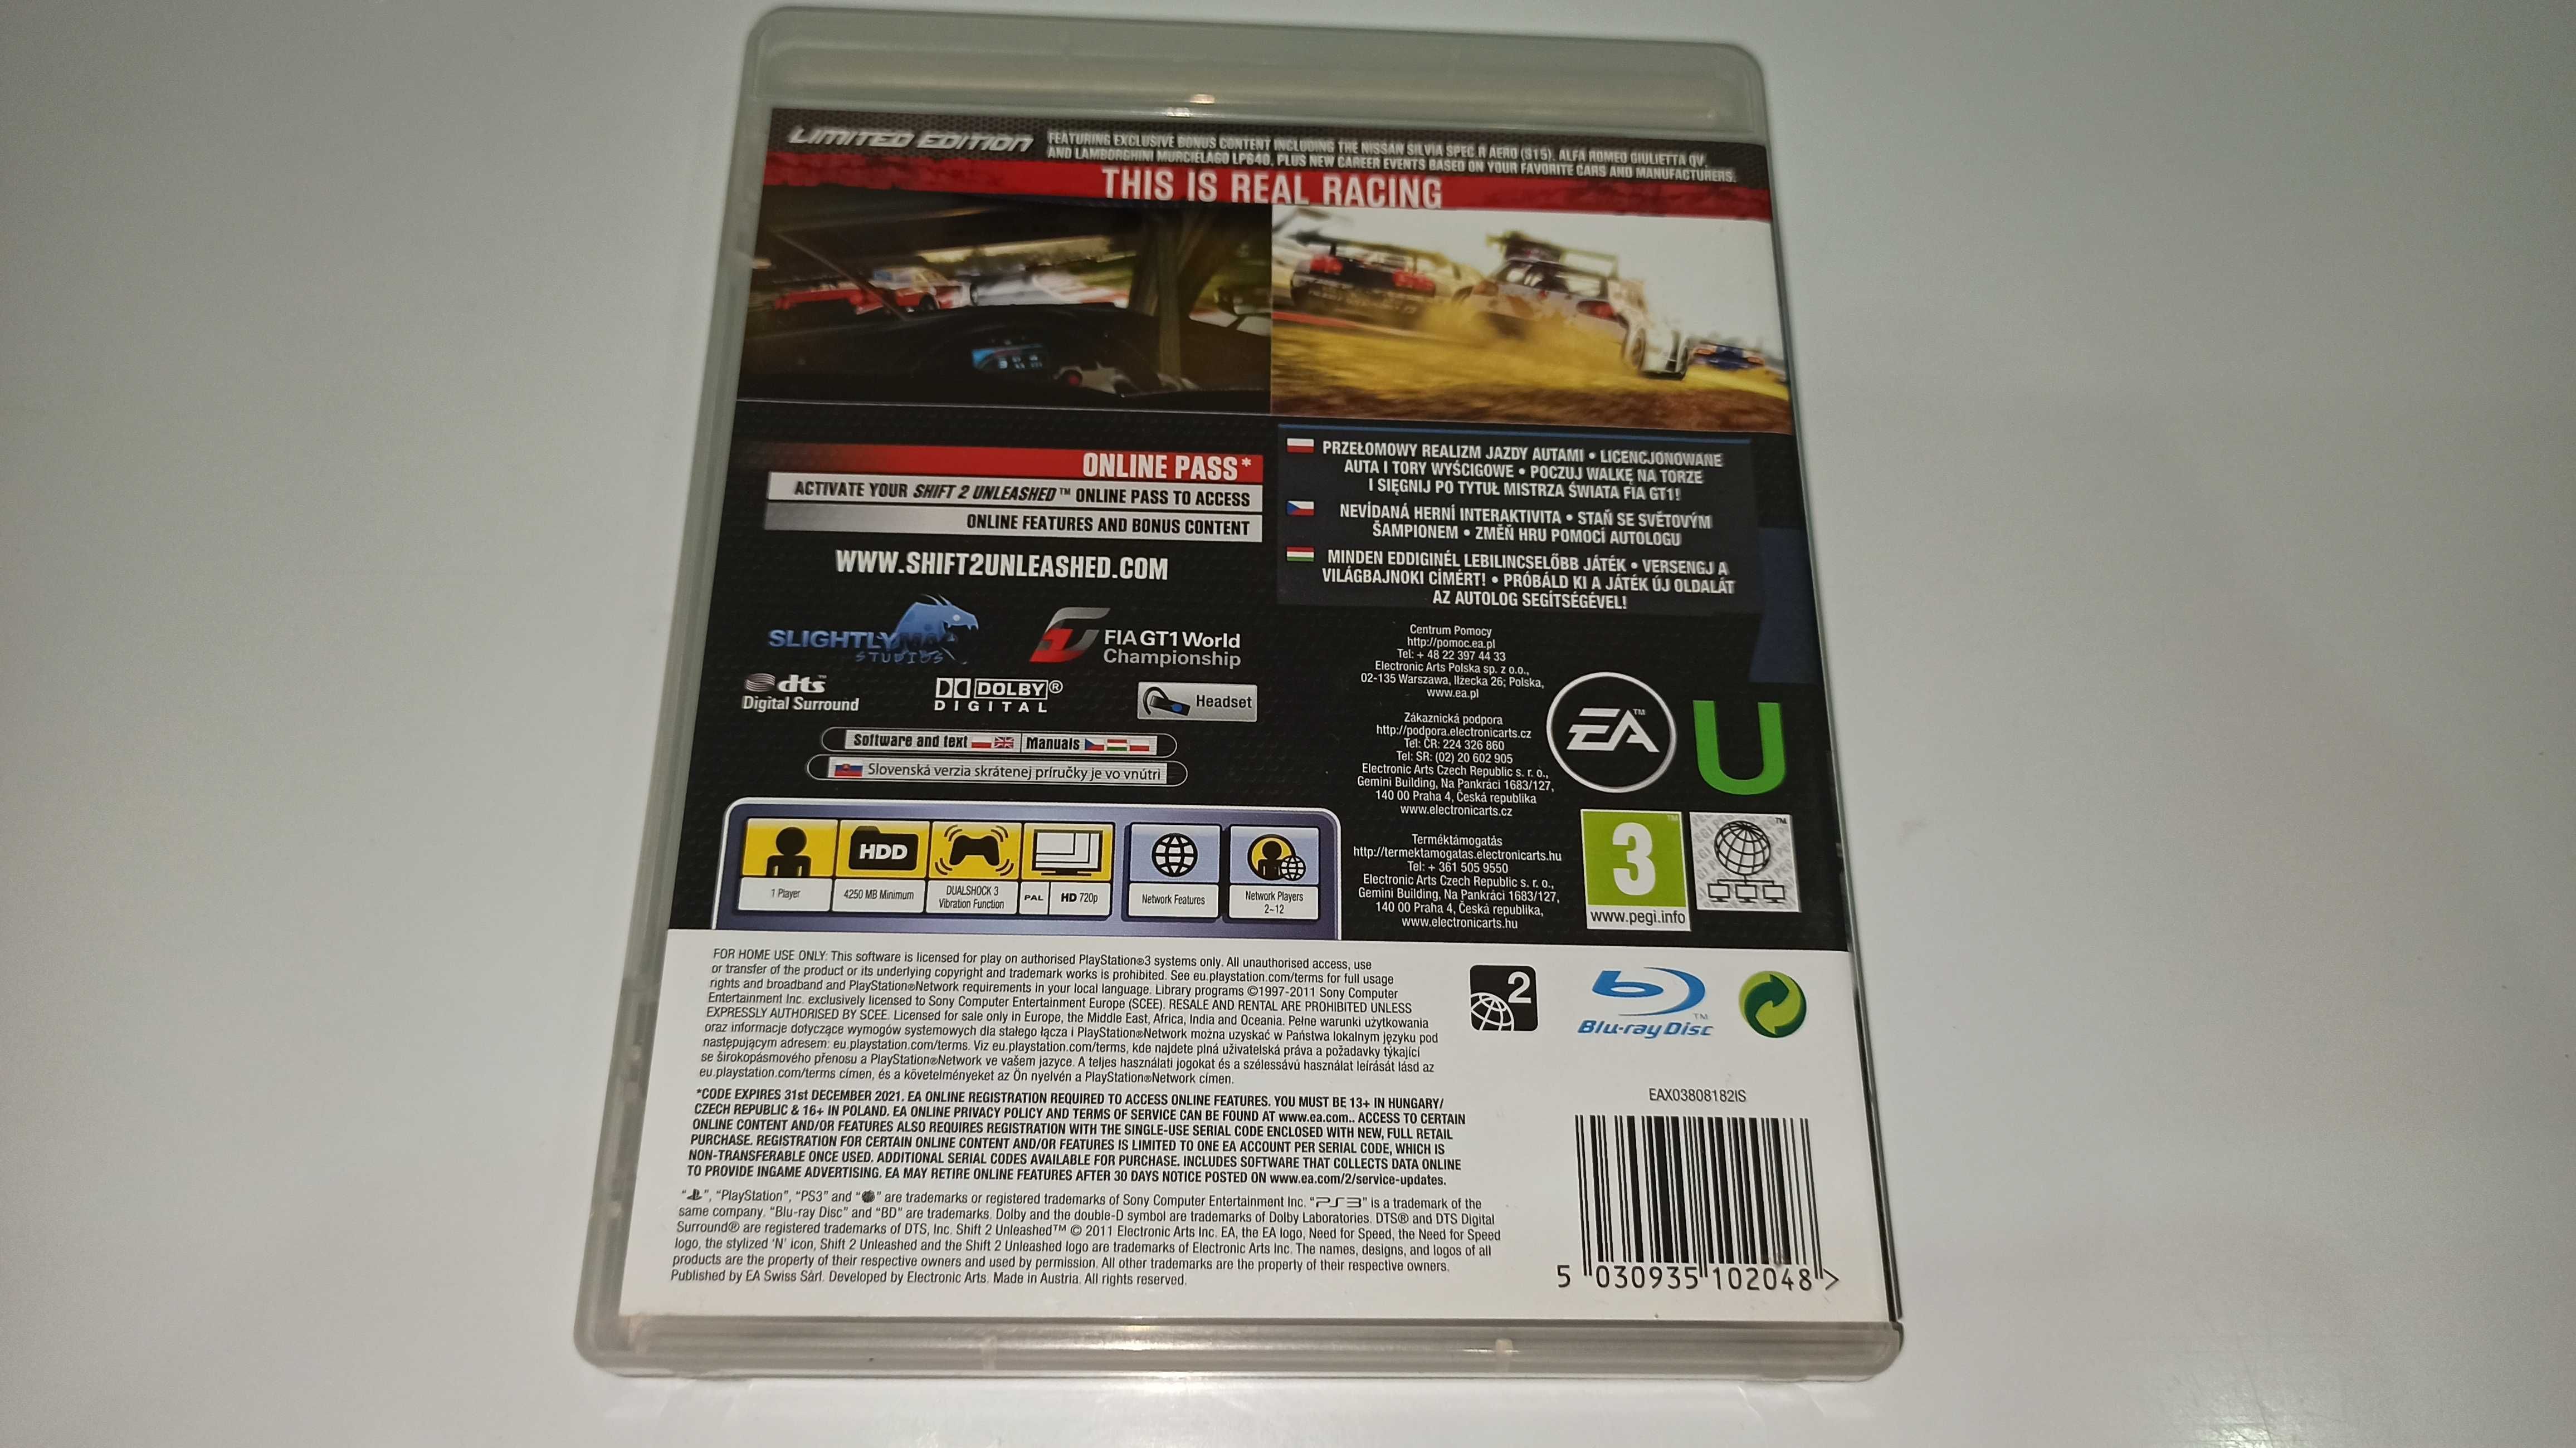 LIMITED EDITION
FEATURING EXCLUSIVE BONUS CONTENT INCLUDING THE NISSAN SILVIA SPEC R AERO (S15), ALFA ROMEO GIULIETTA QV,
AND LAMBORGHINI MURCIÉLAGO LP640, PLUS NEW CAREER EVENTS BASED ON YOUR FAVORITE CARS AND MANUFACTURERS.
THIS IS REAL RACING
ONLINE PASS*
ACTIVATE YOUR SHIFT 2 UNLEASHED™ ONLINE PASS TO ACCESS
ONLINE FEATURES AND BONUS CONTENT
WWW.SHIFT2UNLEASHED.COM
PRZEŁOMOWY REALIZM JAZDY AUTAMI • LICENCJONOWANE
AUTA I TORY WYŚCIGOWE • POCZUJ WALKĘ NA TORZE
I SIĘGNIJ PO TYTUŁ MISTRZA ŚWIATA FIA GT1!
NEVÍDANÁ HERNÍ INTERAKTIVITA • STAŇ SE SVĚTOVÝM
ŠAMPIONEM • ZMĚŇ HRU POMOCÍ AUTOLOGU
MINDEN EDDIGINÉL LEBILINCSELŐBB JÁTÉK • VERSENGJ A
VILÁGBAJNOKI CÍMÉRT! • PRÓBÁLD KI A JÁTÉK ÚJ OLDALÁT
AZ AUTOLOG SEGÍTSÉGÉVEL!
SLIGHTLY MAD
STUDIOS
FIA GT1 World
Championship
dts
Digital Surround
DOLBY®
DIGITAL
Headset
Software and text
Manuals
Slovenská verzia skrátenej príručky je vo vnútri
Centrum Pomocy
http://pomoc.ea.pl
Tel: + 48 22 397 44 33
Electronic Arts Polska sp. z o.o.,
02-135 Warszawa, Iłżecka 26; Polska,
www.ea.pl
Zákaznická podpora
http://podpora.electronicarts.cz
Tel: ČR: 224 326 860
Tel: SR: (02) 20 602 905
Electronic Arts Czech Republic s. r. o.,
Gemini Building, Na Pankráci 1683/127,
140 00 Praha 4, Česká republika
www.electronicarts.cz
Terméktámogatás
http://termektamogatas.electronicarts.hu
Tel: + 361 505 9550
Electronic Arts Czech Republic s. r. o.,
Gemini Building, Na Pankráci 1683/127,
140 00 Praha 4, Česká republika,
www.electronicarts.hu
EA™
U
3
www.pegi.info
HDD
1 Player
4250 MB Minimum
DUALSHOCK 3
Vibration Function
PAL
HD 720p
Network Features
Network Players
2~12
FOR HOME USE ONLY: This software is licensed for play on authorised PlayStation®3 systems only. All unauthorised access, use
or transfer of the product or its underlying copyright and trademark works is prohibited. See eu.playstation.com/terms for full usage
rights and broadband and PlayStation®Network requirements in your local language. Library programs ©1997-2011 Sony Computer
Entertainment Inc. exclusively licensed to Sony Computer Entertainment Europe (SCEE). RESALE AND RENTAL ARE PROHIBITED UNLESS
EXPRESSLY AUTHORISED BY SCEE. Licensed for sale only in Europe, the Middle East, Africa, India and Oceania. Pełne warunki użytkowania
oraz informacje dotyczące wymogów systemowych dla stałego łącza i PlayStation®Network można uzyskać w Państwa lokalnym języku pod
następującym adresem: eu.playstation.com/terms. Viz eu.playstation.com/terms, kde najdete plná uživatelská práva a požadavky týkající
se širokopásmového přenosu a PlayStation®Network ve vašem jazyce. A teljes használati jogokat és a szélessávú használat leírását lásd az
eu.playstation.com/terms címen, és a követelményeket az Ön nyelvén a PlayStation®Network címen.
*CODE EXPIRES 31st DECEMBER 2021. EA ONLINE REGISTRATION REQUIRED TO ACCESS ONLINE FEATURES. YOU MUST BE 13+ IN HUNGARY/
CZECH REPUBLIC & 16+ IN POLAND. EA ONLINE PRIVACY POLICY AND TERMS OF SERVICE CAN BE FOUND AT www.ea.com.. ACCESS TO CERTAIN
ONLINE CONTENT AND/OR FEATURES ALSO REQUIRES REGISTRATION WITH THE SINGLE-USE SERIAL CODE ENCLOSED WITH NEW, FULL RETAIL
PURCHASE. REGISTRATION FOR CERTAIN ONLINE CONTENT AND/OR FEATURES IS LIMITED TO ONE EA ACCOUNT PER SERIAL CODE, WHICH IS
NON-TRANSFERABLE ONCE USED. ADDITIONAL SERIAL CODES AVAILABLE FOR PURCHASE. INCLUDES SOFTWARE THAT COLLECTS DATA ONLINE
TO PROVIDE INGAME ADVERTISING. EA MAY RETIRE ONLINE FEATURES AFTER 30 DAYS NOTICE POSTED ON www.ea.com/2/service-updates.
"", "PlayStation", "PS3" and "" are trademarks or registered trademarks of Sony Computer Entertainment Inc. "PS3" is a trademark of the
same company. "Blu-ray Disc" and "BD" are trademarks. Dolby and the double-D symbol are trademarks of Dolby Laboratories. DTS® and DTS Digital
Surround® are registered trademarks of DTS, Inc. Shift 2 Unleashed™ © 2011 Electronic Arts Inc. EA, the EA logo, Need for Speed, the Need for Speed
logo, the stylized 'N' icon, Shift 2 Unleashed and the Shift 2 Unleashed logo are trademarks of Electronic Arts Inc. The names, designs, and logos of all
products are the property of their respective owners and used by permission. All other trademarks are the property of their respective owners.
Published by EA Swiss Sàrl. Developed by Electronic Arts. Made in Austria. All rights reserved.
2
Blu-ray Disc™
EAX03808182IS
5 030935 102048 >